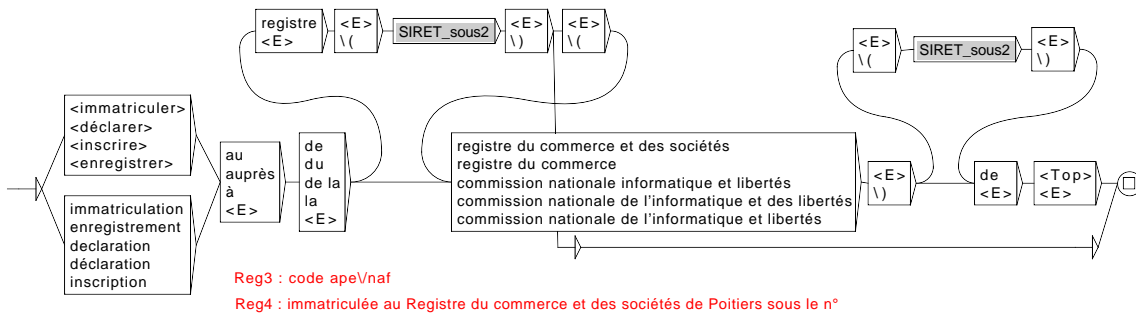 registre
<E>
<E>
\(
SIRET_sous2
<E>
\)
<E>
\(
<E>
\(
SIRET_sous2
<E>
\)
<immatriculer>
<déclarer>
<inscrire>
<enregistrer>
immatriculation
enregistrement
declaration
déclaration
inscription
au
auprès
à
<E>
de
du
de la
la
<E>
registre du commerce et des sociétés
registre du commerce
commission nationale informatique et libertés
commission nationale de l'informatique et des libertés
commission nationale de l'informatique et libertés
<E>
\)
de
<E>
<Top>
<E>
Reg3 : code ape\/naf
Reg4 : immatriculée au Registre du commerce et des sociétés de Poitiers sous le n°